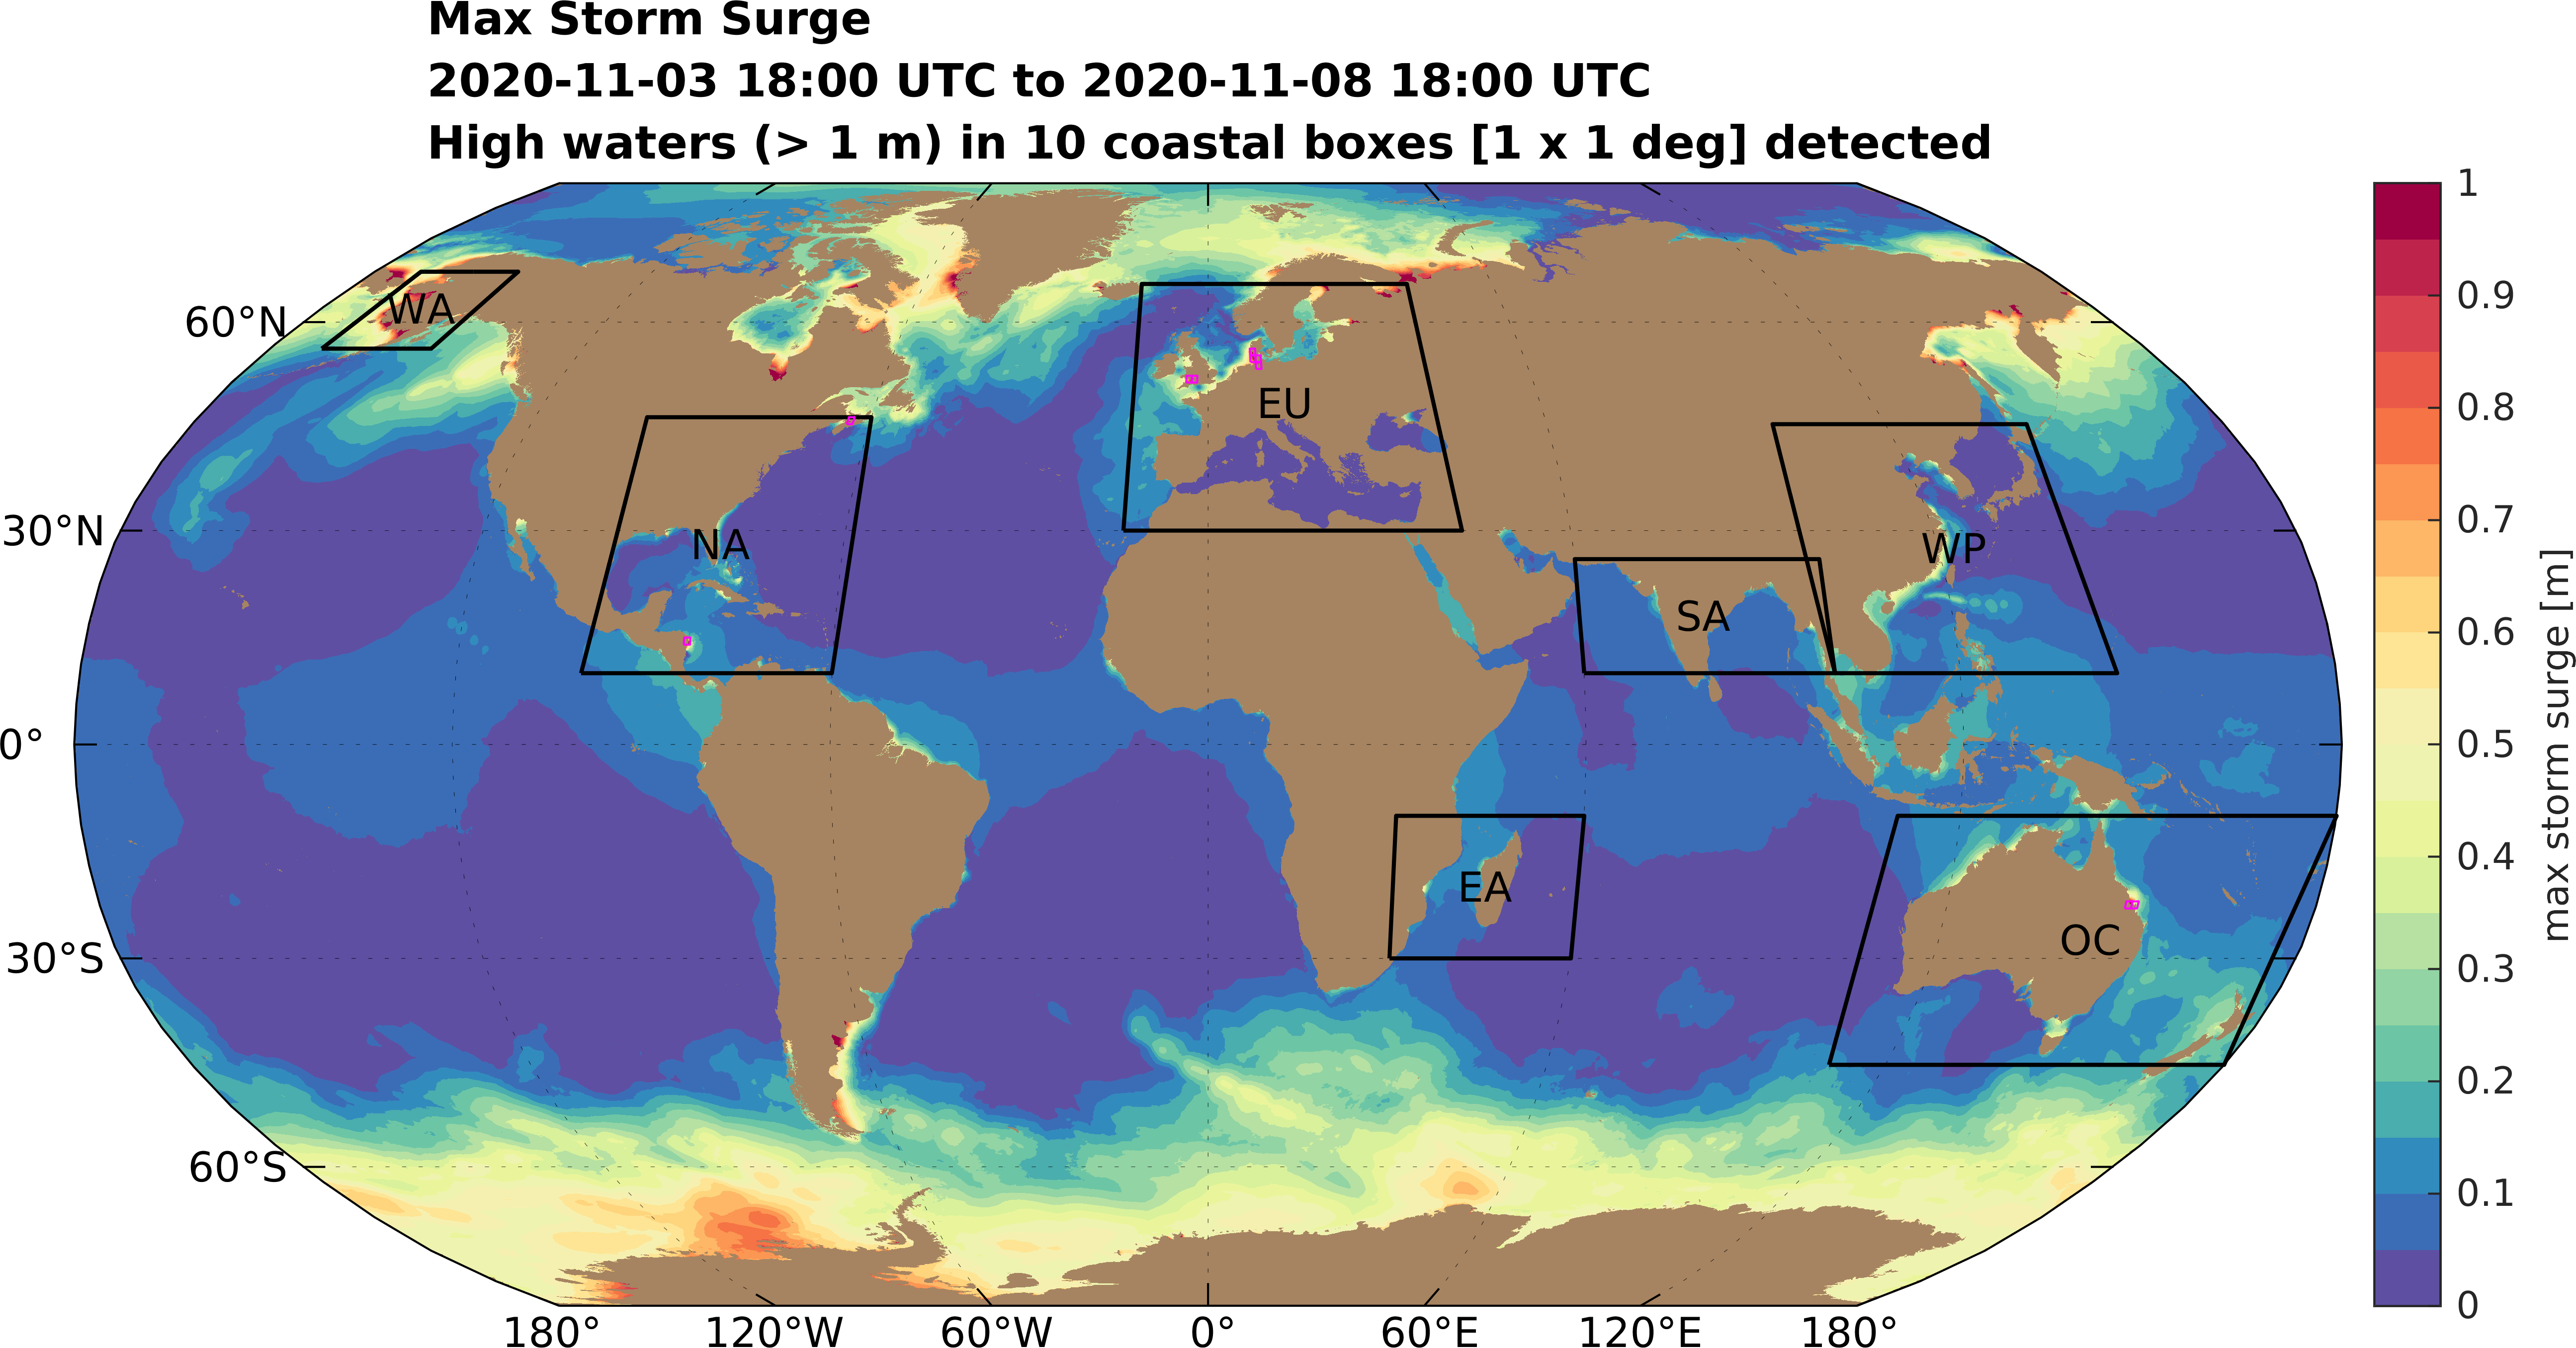 Max Storm Surge
2020-11-03 18:00 UTC to 2020-11-08 18:00 UTC
High waters (> 1 m) in 10 coastal boxes [1 x 1 deg] detected
60°N
30°N
0°
30°S
60°S
WA
NA
EU
SA
WP
EA
OC
180°
120°W
60°W
0°
60°E
120°E
180°
1
0.9
0.8
0.7
0.6
0.5
0.4
0.3
0.2
0.1
0
max storm surge [m]